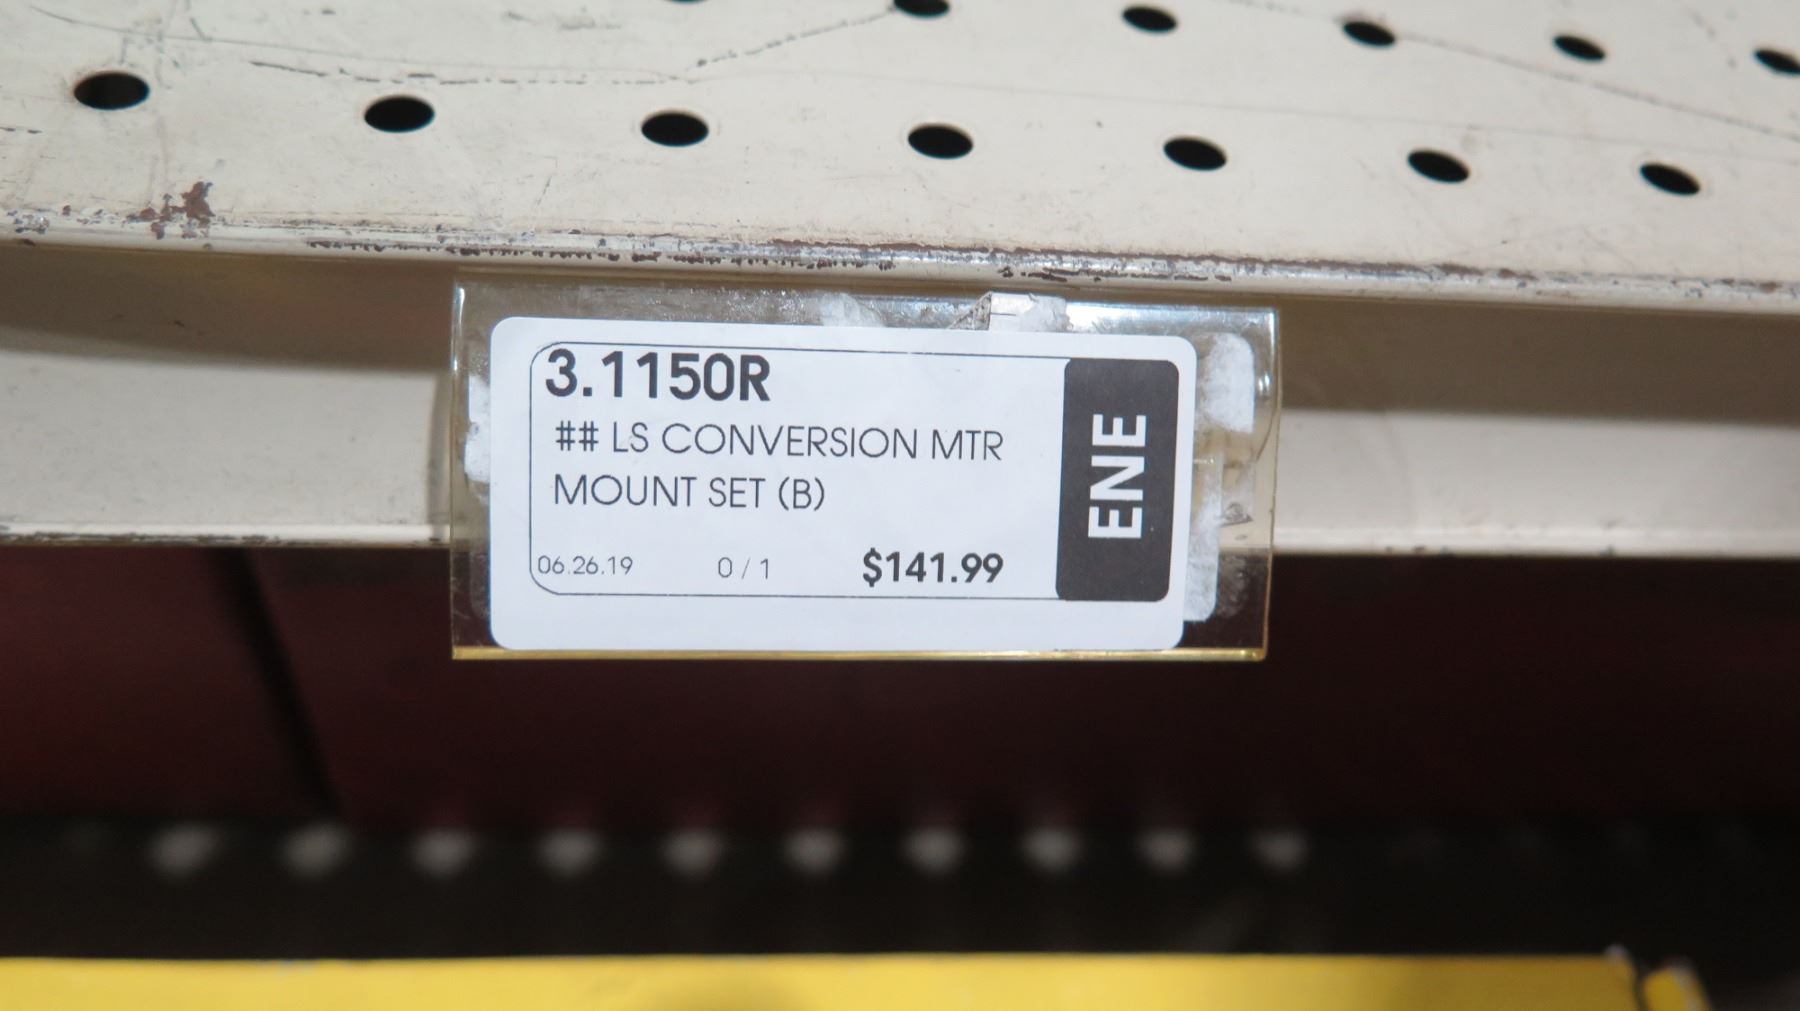 3.1150R
## LS CONVERSION MTR
MOUNT SET (B)
06.26.19 0/1 $141.99
ENE